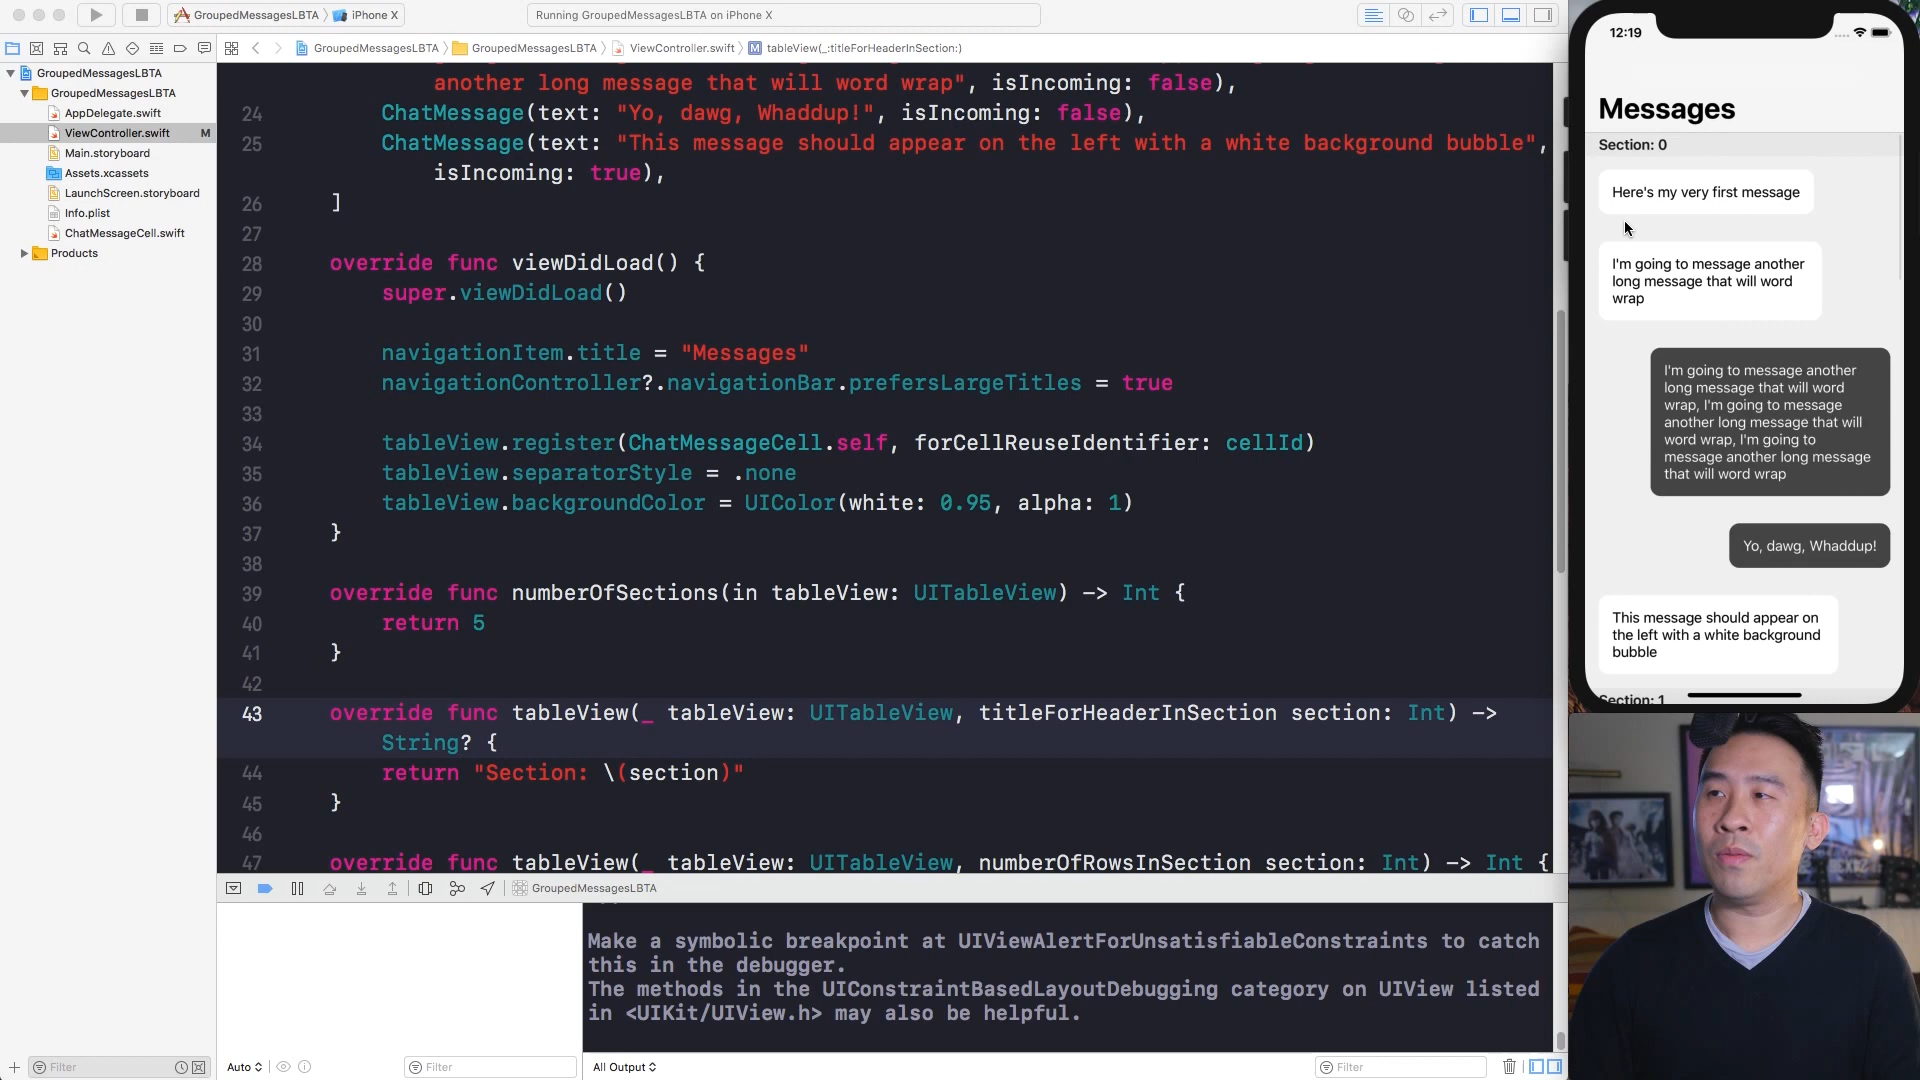 GroupedMessagesLBTA
iPhone X
Running GroupedMessagesLBTA on iPhone X
GroupedMessagesLBTA
GroupedMessagesLBTA
ViewController.swift
tableView(_:titleForHeaderInSection:)
GroupedMessagesLBTA
GroupedMessagesLBTA
AppDelegate.swift
ViewController.swift M
Main.storyboard
Assets.xcassets
LaunchScreen.storyboard
Info.plist
ChatMessageCell.swift
Products
another long message that will word wrap", isIncoming: false),
24 ChatMessage(text: "Yo, dawg, Whaddup!", isIncoming: false),
25 ChatMessage(text: "This message should appear on the left with a white background bubble",
isIncoming: true),
26 ]
27
28 override func viewDidLoad() {
29 super.viewDidLoad()
30
31 navigationItem.title = "Messages"
32 navigationController?.navigationBar.prefersLargeTitles = true
33
34 tableView.register(ChatMessageCell.self, forCellReuseIdentifier: cellId)
35 tableView.separatorStyle = .none
36 tableView.backgroundColor = UIColor(white: 0.95, alpha: 1)
37 }
38
39 override func numberOfSections(in tableView: UITableView) -> Int {
40 return 5
41 }
42
43 override func tableView(_ tableView: UITableView, titleForHeaderInSection section: Int) ->
String? {
44 return "Section: \(section)"
45 }
46
47 override func tableView(_ tableView: UITableView, numberOfRowsInSection section: Int) -> Int {
GroupedMessagesLBTA
Make a symbolic breakpoint at UIViewAlertForUnsatisfiableConstraints to catch
this in the debugger.
The methods in the UIConstraintBasedLayoutDebugging category on UIView listed
in <UIKit/UIView.h> may also be helpful.
Filter
Auto
Filter
All Output
Filter
12:19
Messages
Section: 0
Here's my very first message
I'm going to message another
long message that will word
wrap
I'm going to message another
long message that will word
wrap, I'm going to message
another long message that will
word wrap, I'm going to
message another long message
that will word wrap
Yo, dawg, Whaddup!
This message should appear on
the left with a white background
bubble
Section: 1